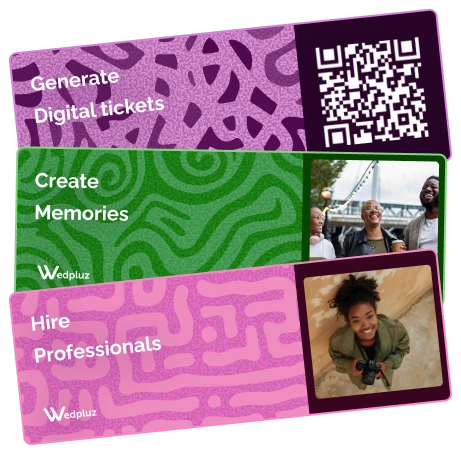 Generate
Digital tickets
Create
Memories
Wedpluz
Hire
Professionals
Wedpluz